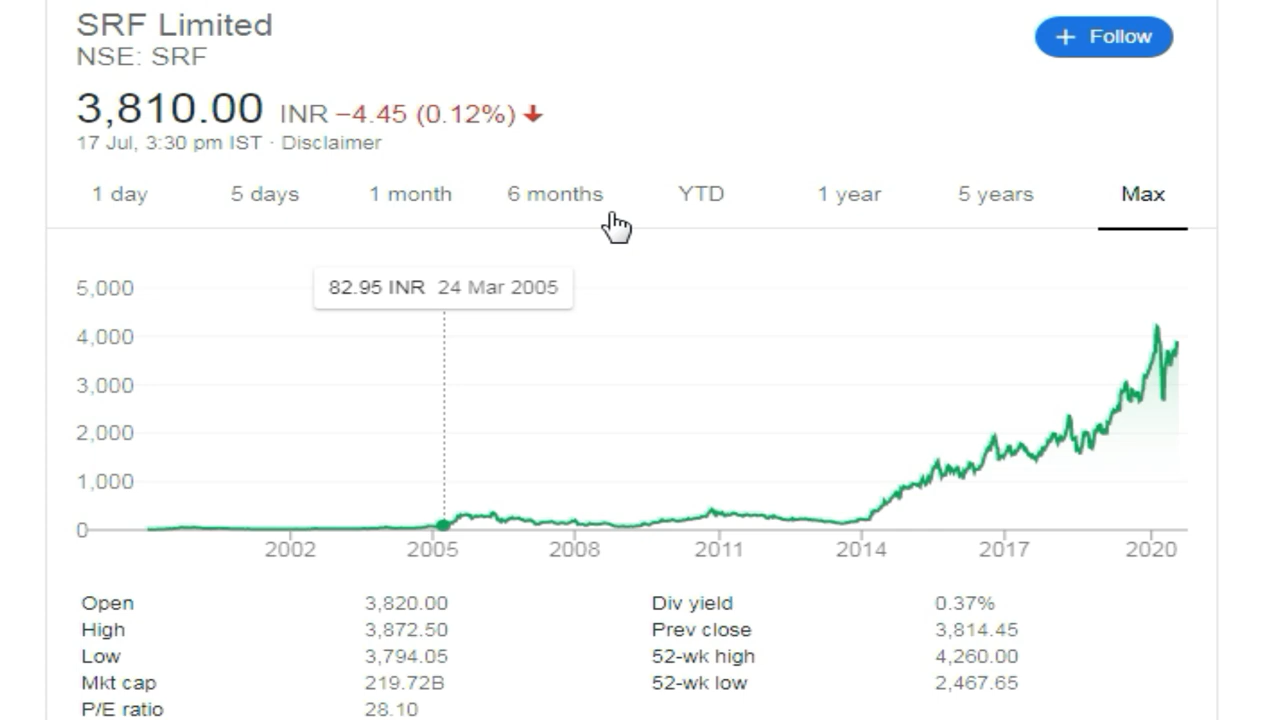 SRF Limited
+ Follow
NSE: SRF
3,810.00 INR −4.45 (0.12%)
17 Jul, 3:30 pm IST · Disclaimer
1 day 5 days 1 month 6 months YTD 1 year 5 years Max
82.95 INR 24 Mar 2005
5,000
4,000
3,000
2,000
1,000
0
2002 2005 2008 2011 2014 2017 2020
Open 3,820.00 Div yield 0.37%
High 3,872.50 Prev close 3,814.45
Low 3,794.05 52-wk high 4,260.00
Mkt cap 219.72B 52-wk low 2,467.65
P/E ratio 28.10